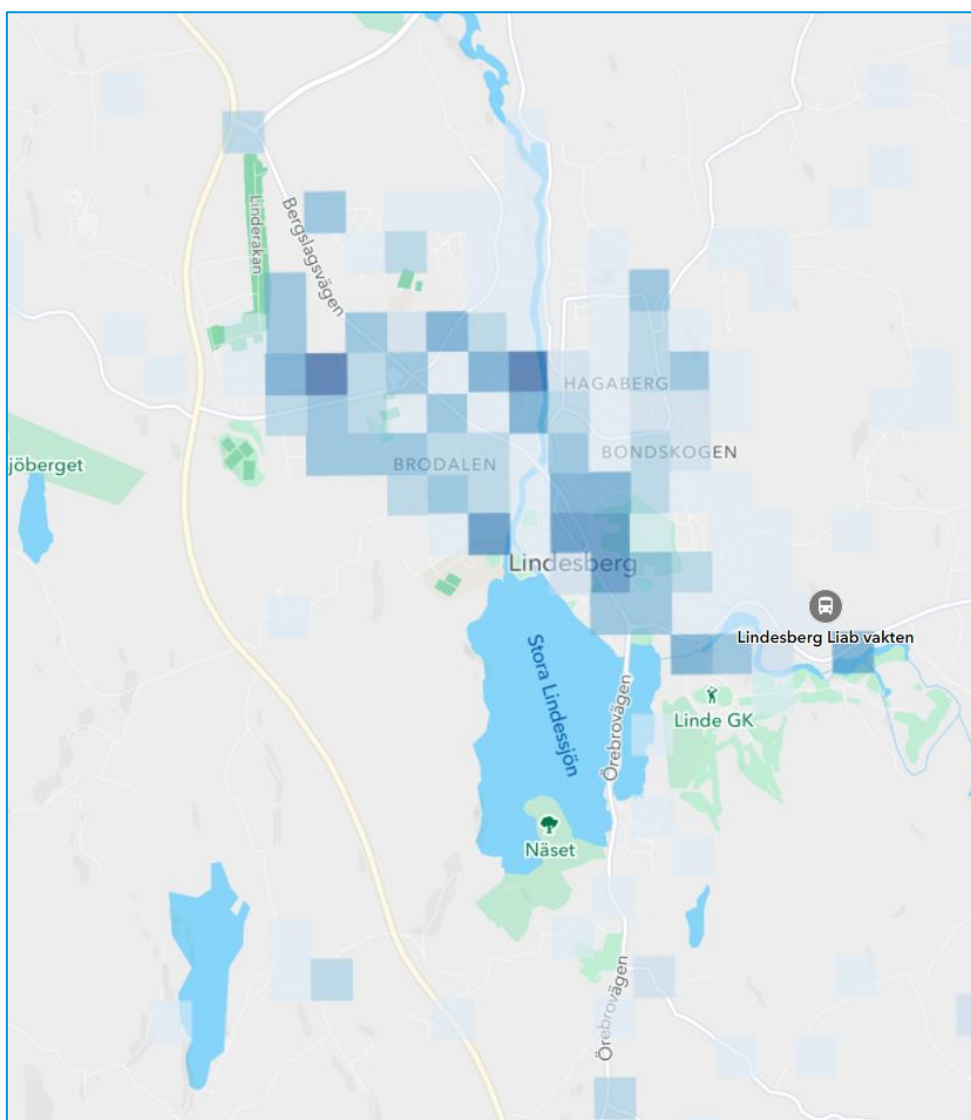 Linderakan
Bergslagsvägen
HAGABERG
BONDSKOGEN
BRODALEN
jöberget
Lindesberg
Lindesberg Liab vakten
Stora Lindessjön
Linde GK
Örebrovägen
Näset
Örebrovägen